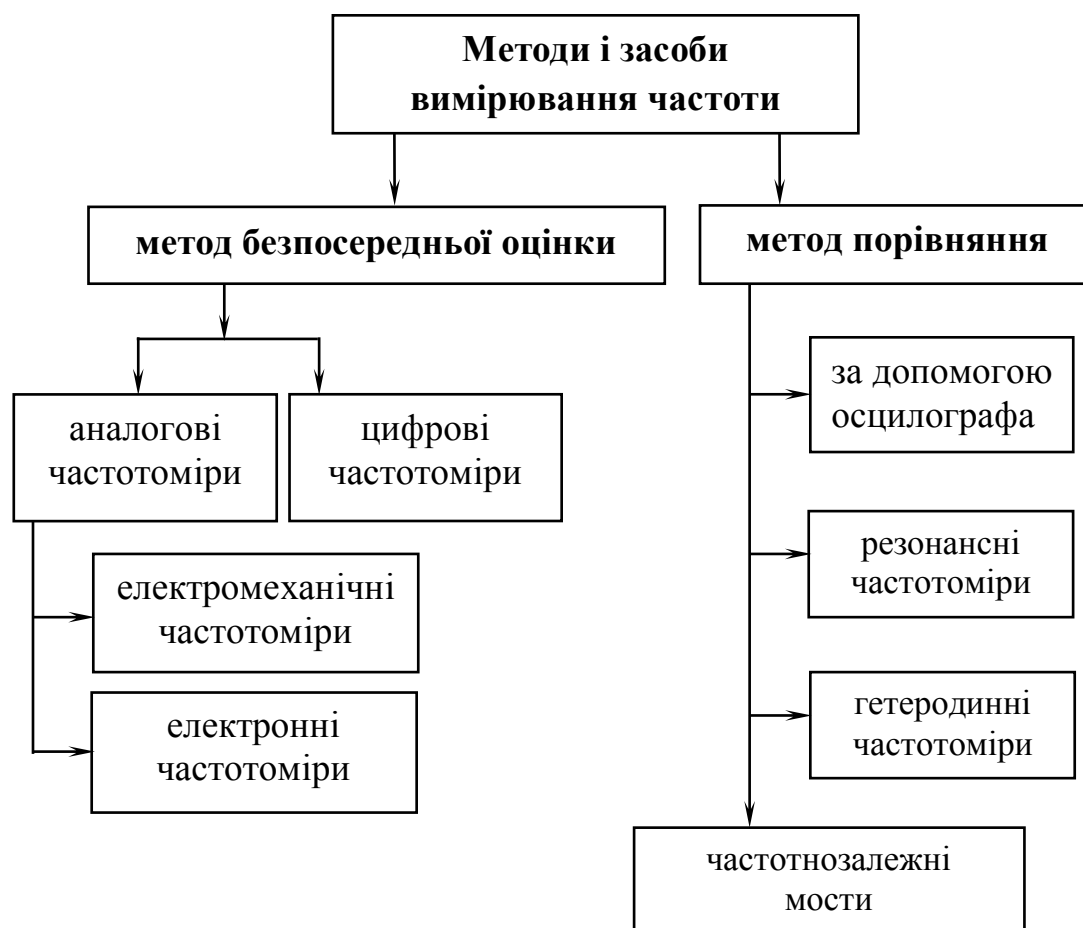 Методи і засоби
вимірювання частоти
метод безпосередньої оцінки
метод порівняння
аналогові
частотоміри
цифрові
частотоміри
електромеханічні
частотоміри
електронні
частотоміри
за допомогою
осцилографа
резонансні
частотоміри
гетеродинні
частотоміри
частотнозалежні
мости